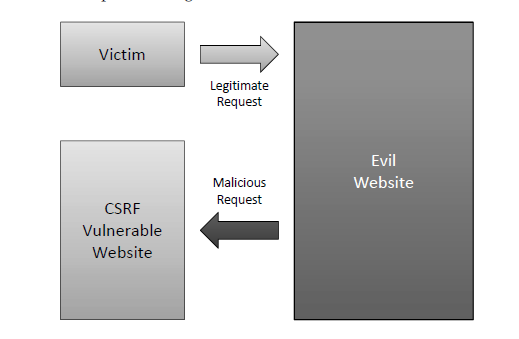 Victim
Legitimate
Request
Evil
Website
Malicious
Request
CSRF
Vulnerable
Website